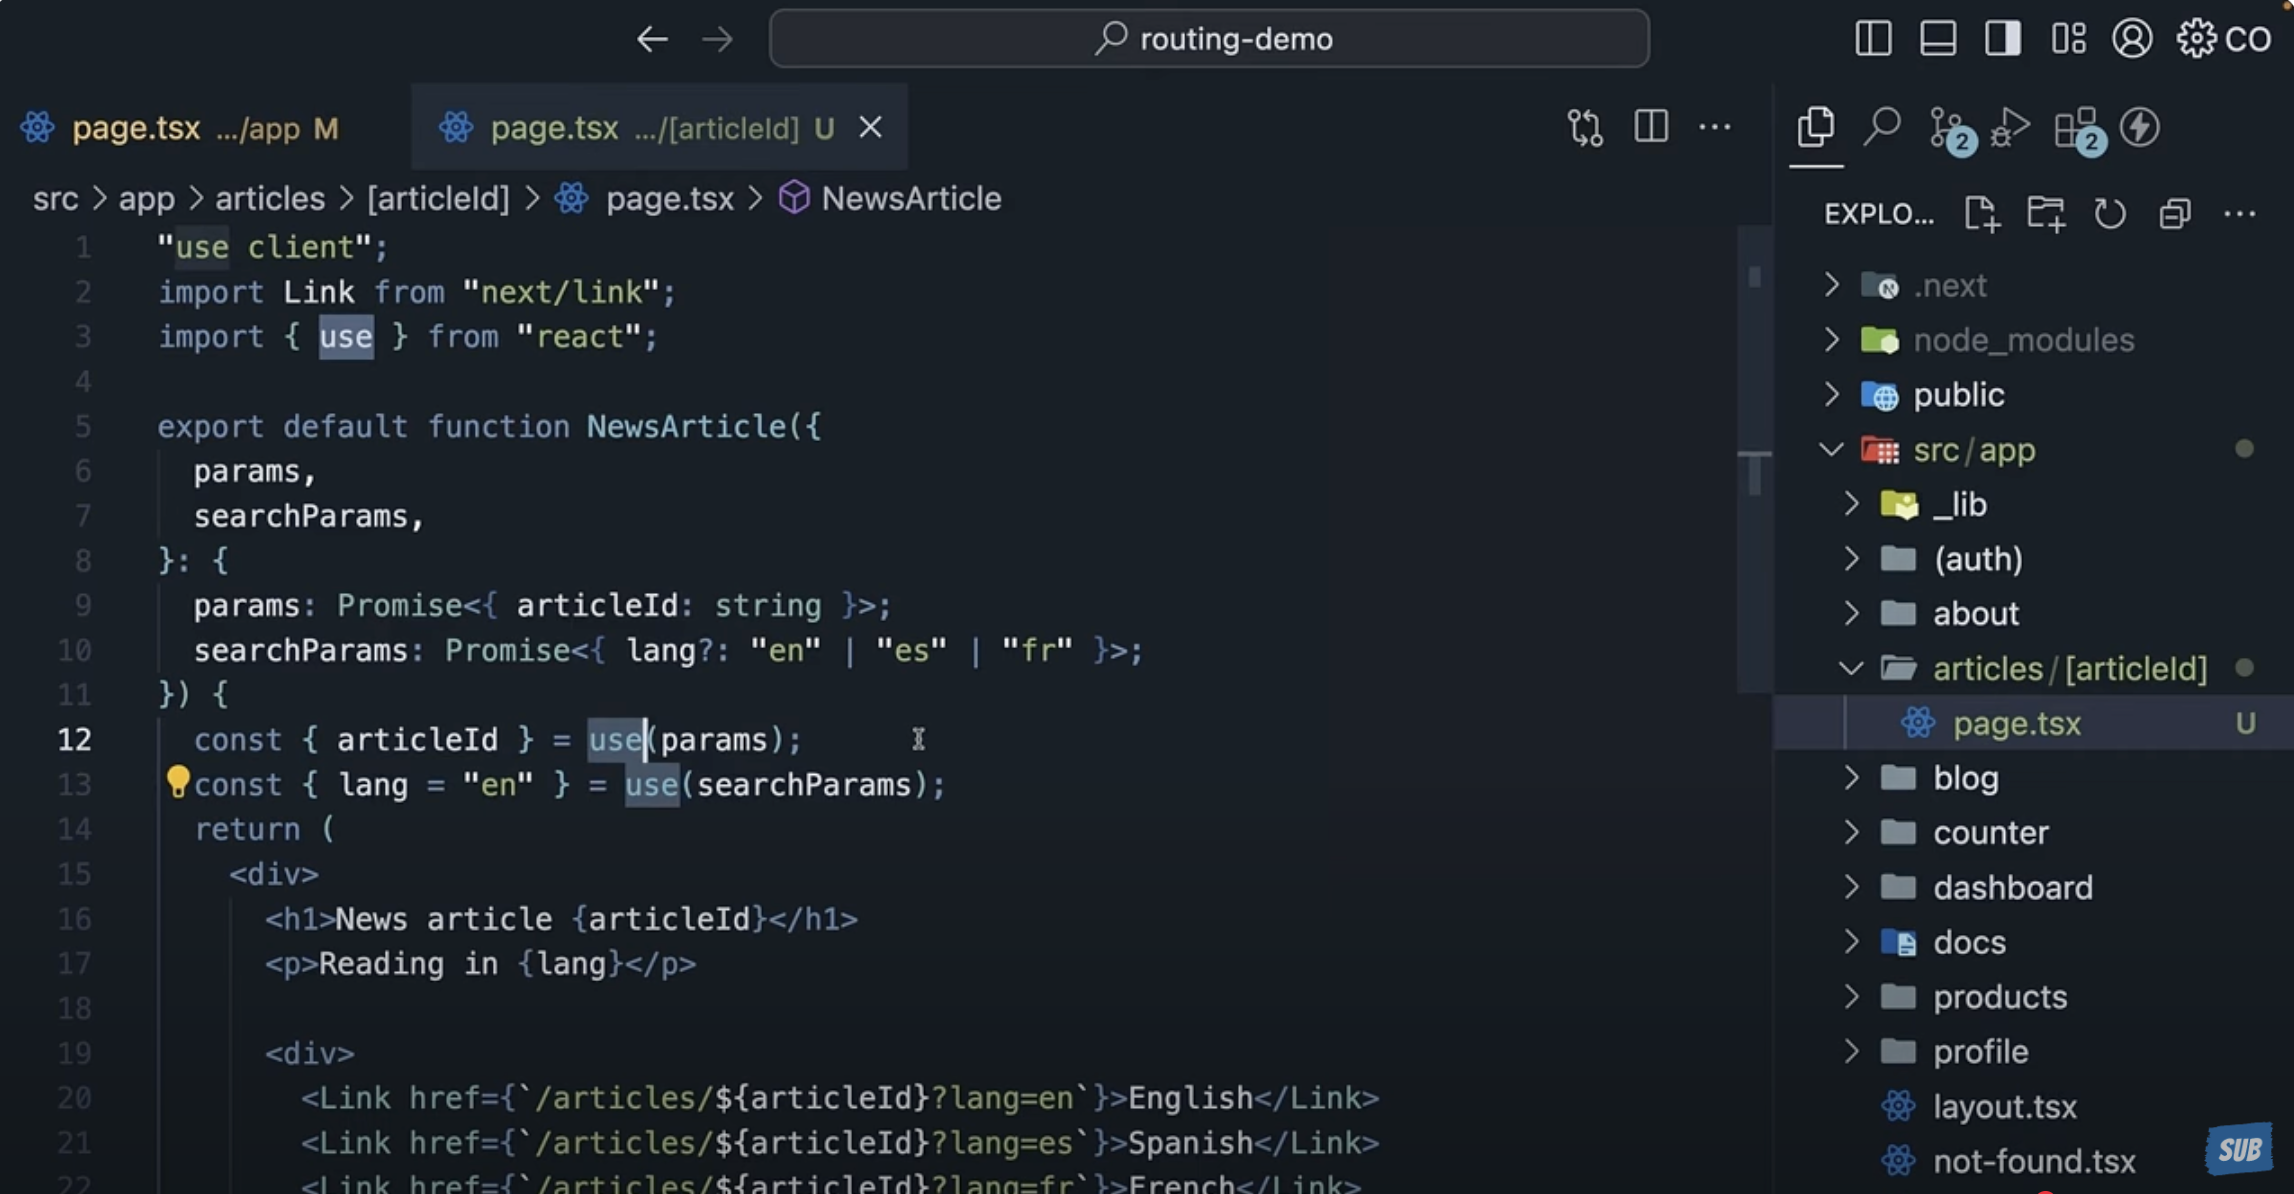 routing-demo
CO
page.tsx .../app M
page.tsx .../[articleId] U
src > app > articles > [articleId] > page.tsx > NewsArticle
1 "use client";
2 import Link from "next/link";
3 import { use } from "react";
4
5 export default function NewsArticle({
6 params,
7 searchParams,
8 }: {
9 params: Promise<{ articleId: string }>;
10 searchParams: Promise<{ lang?: "en" | "es" | "fr" }>;
11 }) {
12 const { articleId } = use(params);
13 const { lang = "en" } = use(searchParams);
14 return (
15 <div>
16 <h1>News article {articleId}</h1>
17 <p>Reading in {lang}</p>
18
19 <div>
20 <Link href={`/articles/${articleId}?lang=en`}>English</Link>
21 <Link href={`/articles/${articleId}?lang=es`}>Spanish</Link>
22 <Link href={`/articles/${articleId}?lang=fr`}>French</Link>
2
2
EXPLO...
.next
node_modules
public
src/app
_lib
(auth)
about
articles/[articleId]
page.tsx U
blog
counter
dashboard
docs
products
profile
layout.tsx
not-found.tsx
SUB